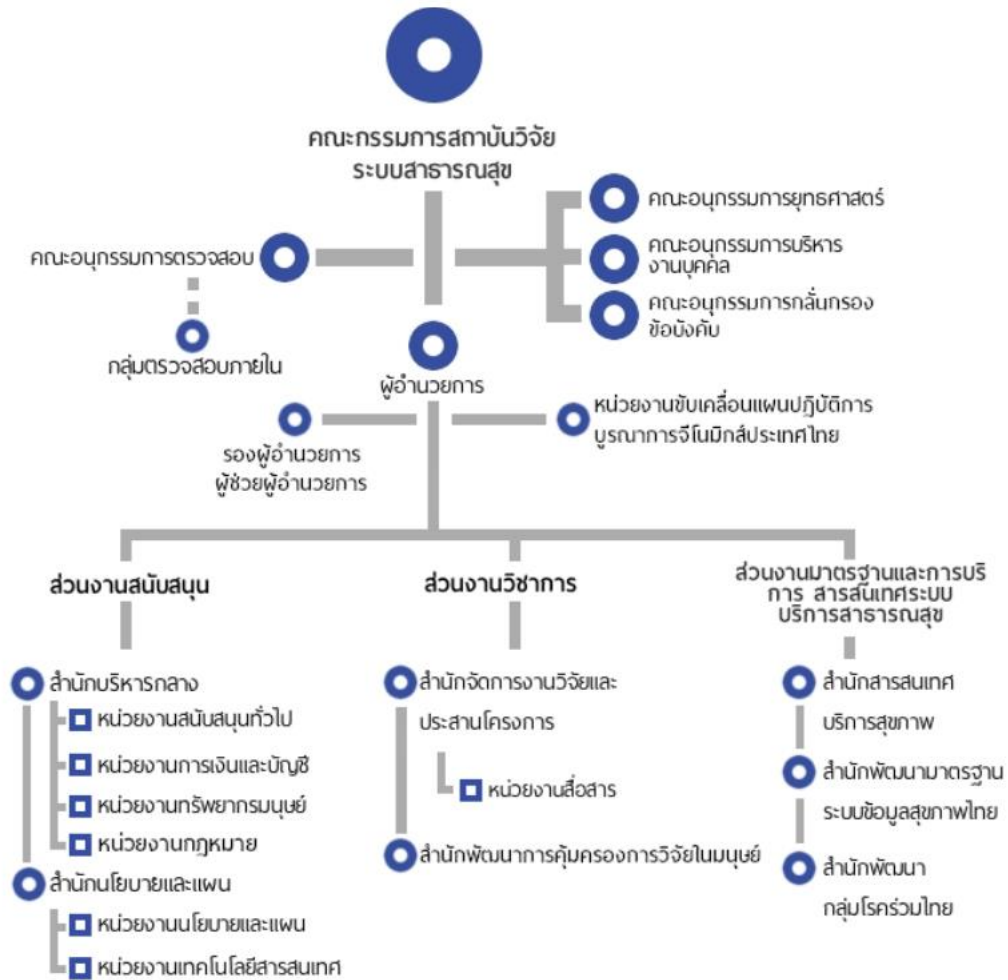 คณะกรรมการสถาบันวิจัย
ระบบสาธารณสุข
คณะอนุกรรมการยุทธศาสตร์
คณะอนุกรรมการตรวจสอบ
คณะอนุกรรมการบริหาร
งานบุคคล
คณะอนุกรรมการกลั่นกรอง
ข้อบังคับ
กลุ่มตรวจสอบภายใน
ผู้อำนวยการ
หน่วยงานขับเคลื่อนแผนปฏิบัติการ
บูรณาการจีโนมิกส์ประเทศไทย
รองผู้อำนวยการ
ผู้ช่วยผู้อำนวยการ
ส่วนงานสนับสนุน
สำนักบริหารกลาง
หน่วยงานสนับสนุนทั่วไป
หน่วยงานการเงินและบัญชี
หน่วยงานทรัพยากรมนุษย์
หน่วยงานกฎหมาย
สำนักนโยบายและแผน
หน่วยงานนโยบายและแผน
หน่วยงานเทคโนโลยีสารสนเทศ
ส่วนงานวิชาการ
สำนักจัดการงานวิจัยและ
ประสานโครงการ
หน่วยงานสื่อสาร
สำนักพัฒนาการคุ้มครองการวิจัยในมนุษย์
ส่วนงานมาตรฐานและการบริ
การ สารสนเทศระบบ
บริการสาธารณสุข
สำนักสารสนเทศ
บริการสุขภาพ
สำนักพัฒนามาตรฐาน
ระบบข้อมูลสุขภาพไทย
สำนักพัฒนา
กลุ่มโรคร่วมไทย